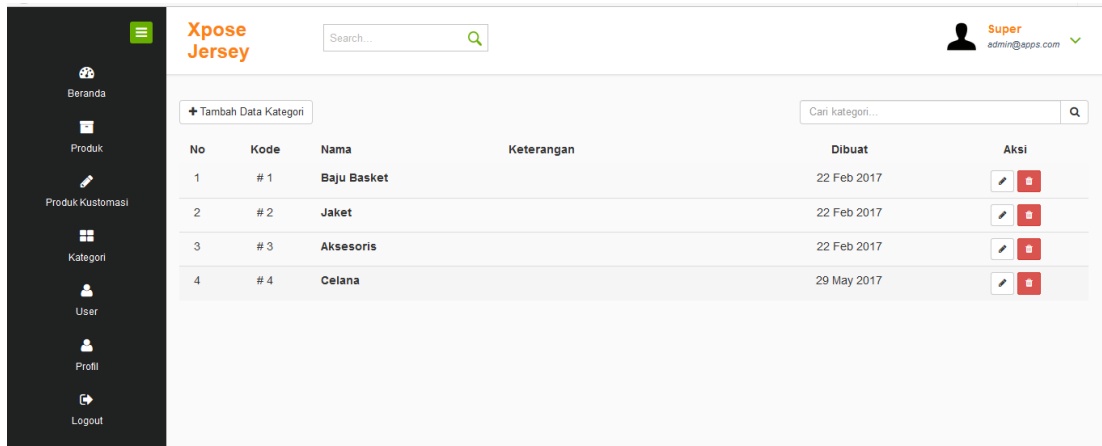 Xpose
Jersey
Search...
Super
admin@apps.com
Beranda
Produk
Produk Kustomasi
Kategori
User
Profil
Logout
Tambah Data Kategori
Cari kategori...
No Kode Nama Keterangan Dibuat Aksi
1 # 1 Baju Basket 22 Feb 2017
2 # 2 Jaket 22 Feb 2017
3 # 3 Aksesoris 22 Feb 2017
4 # 4 Celana 29 May 2017